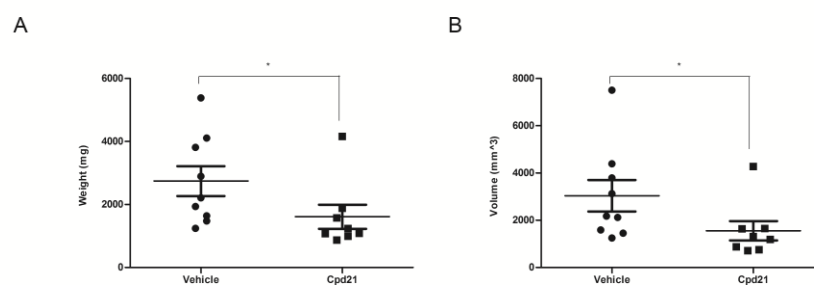 A
B
*
*
Weight (mg)
6000
4000
2000
0
Vehicle
Cpd21
Volume (mm^3)
8000
6000
4000
2000
0
Vehicle
Cpd21